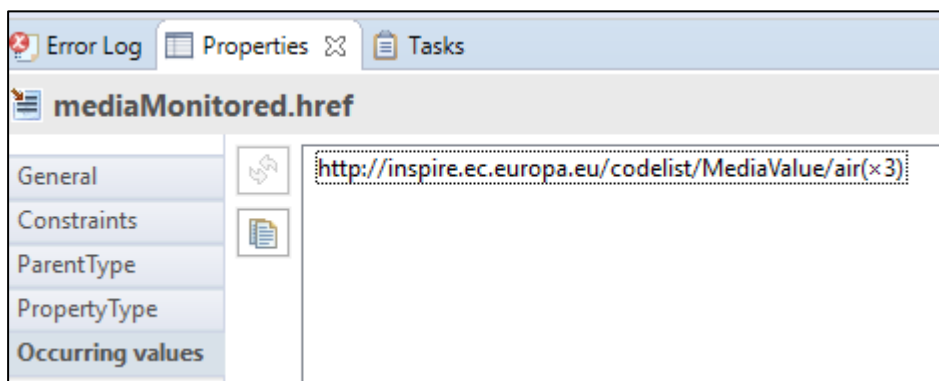 Error Log Properties Tasks
mediaMonitored.href
General
Constraints
ParentType
PropertyType
Occurring values
http://inspire.ec.europa.eu/codelist/MediaValue/air(×3)